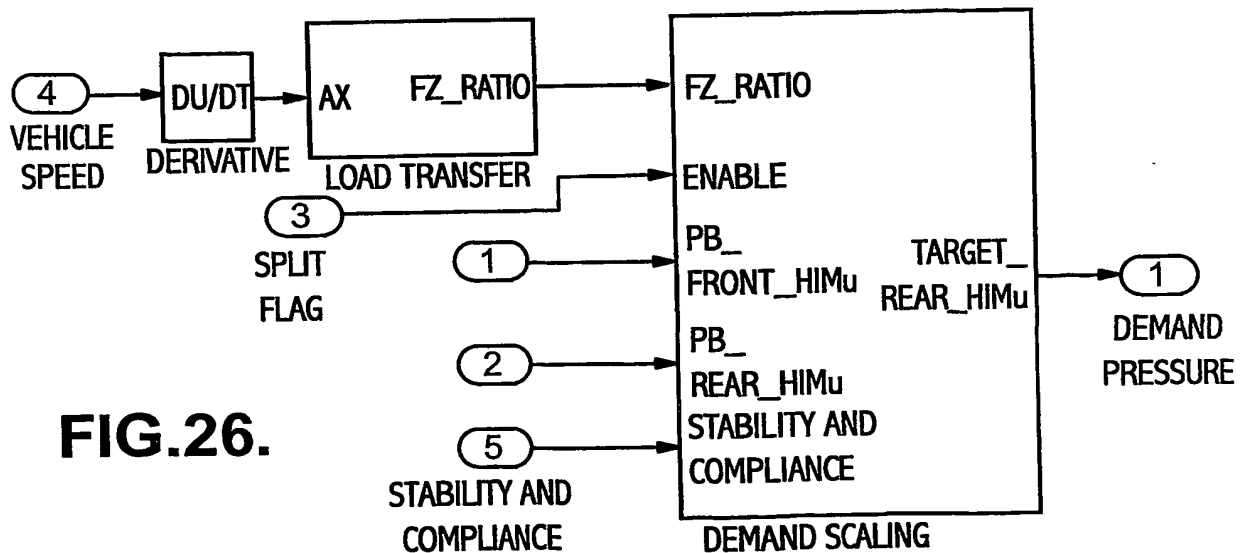 4
VEHICLE
SPEED
DU/DT
DERIVATIVE
AX
FZ_RATIO
LOAD TRANSFER
3
SPLIT
FLAG
1
2
5
STABILITY AND
COMPLIANCE
FZ_RATIO
ENABLE
PB_
FRONT_HIMu
PB_
REAR_HIMu
STABILITY AND
COMPLIANCE
TARGET_
REAR_HIMu
DEMAND SCALING
1
DEMAND
PRESSURE
FIG.26.